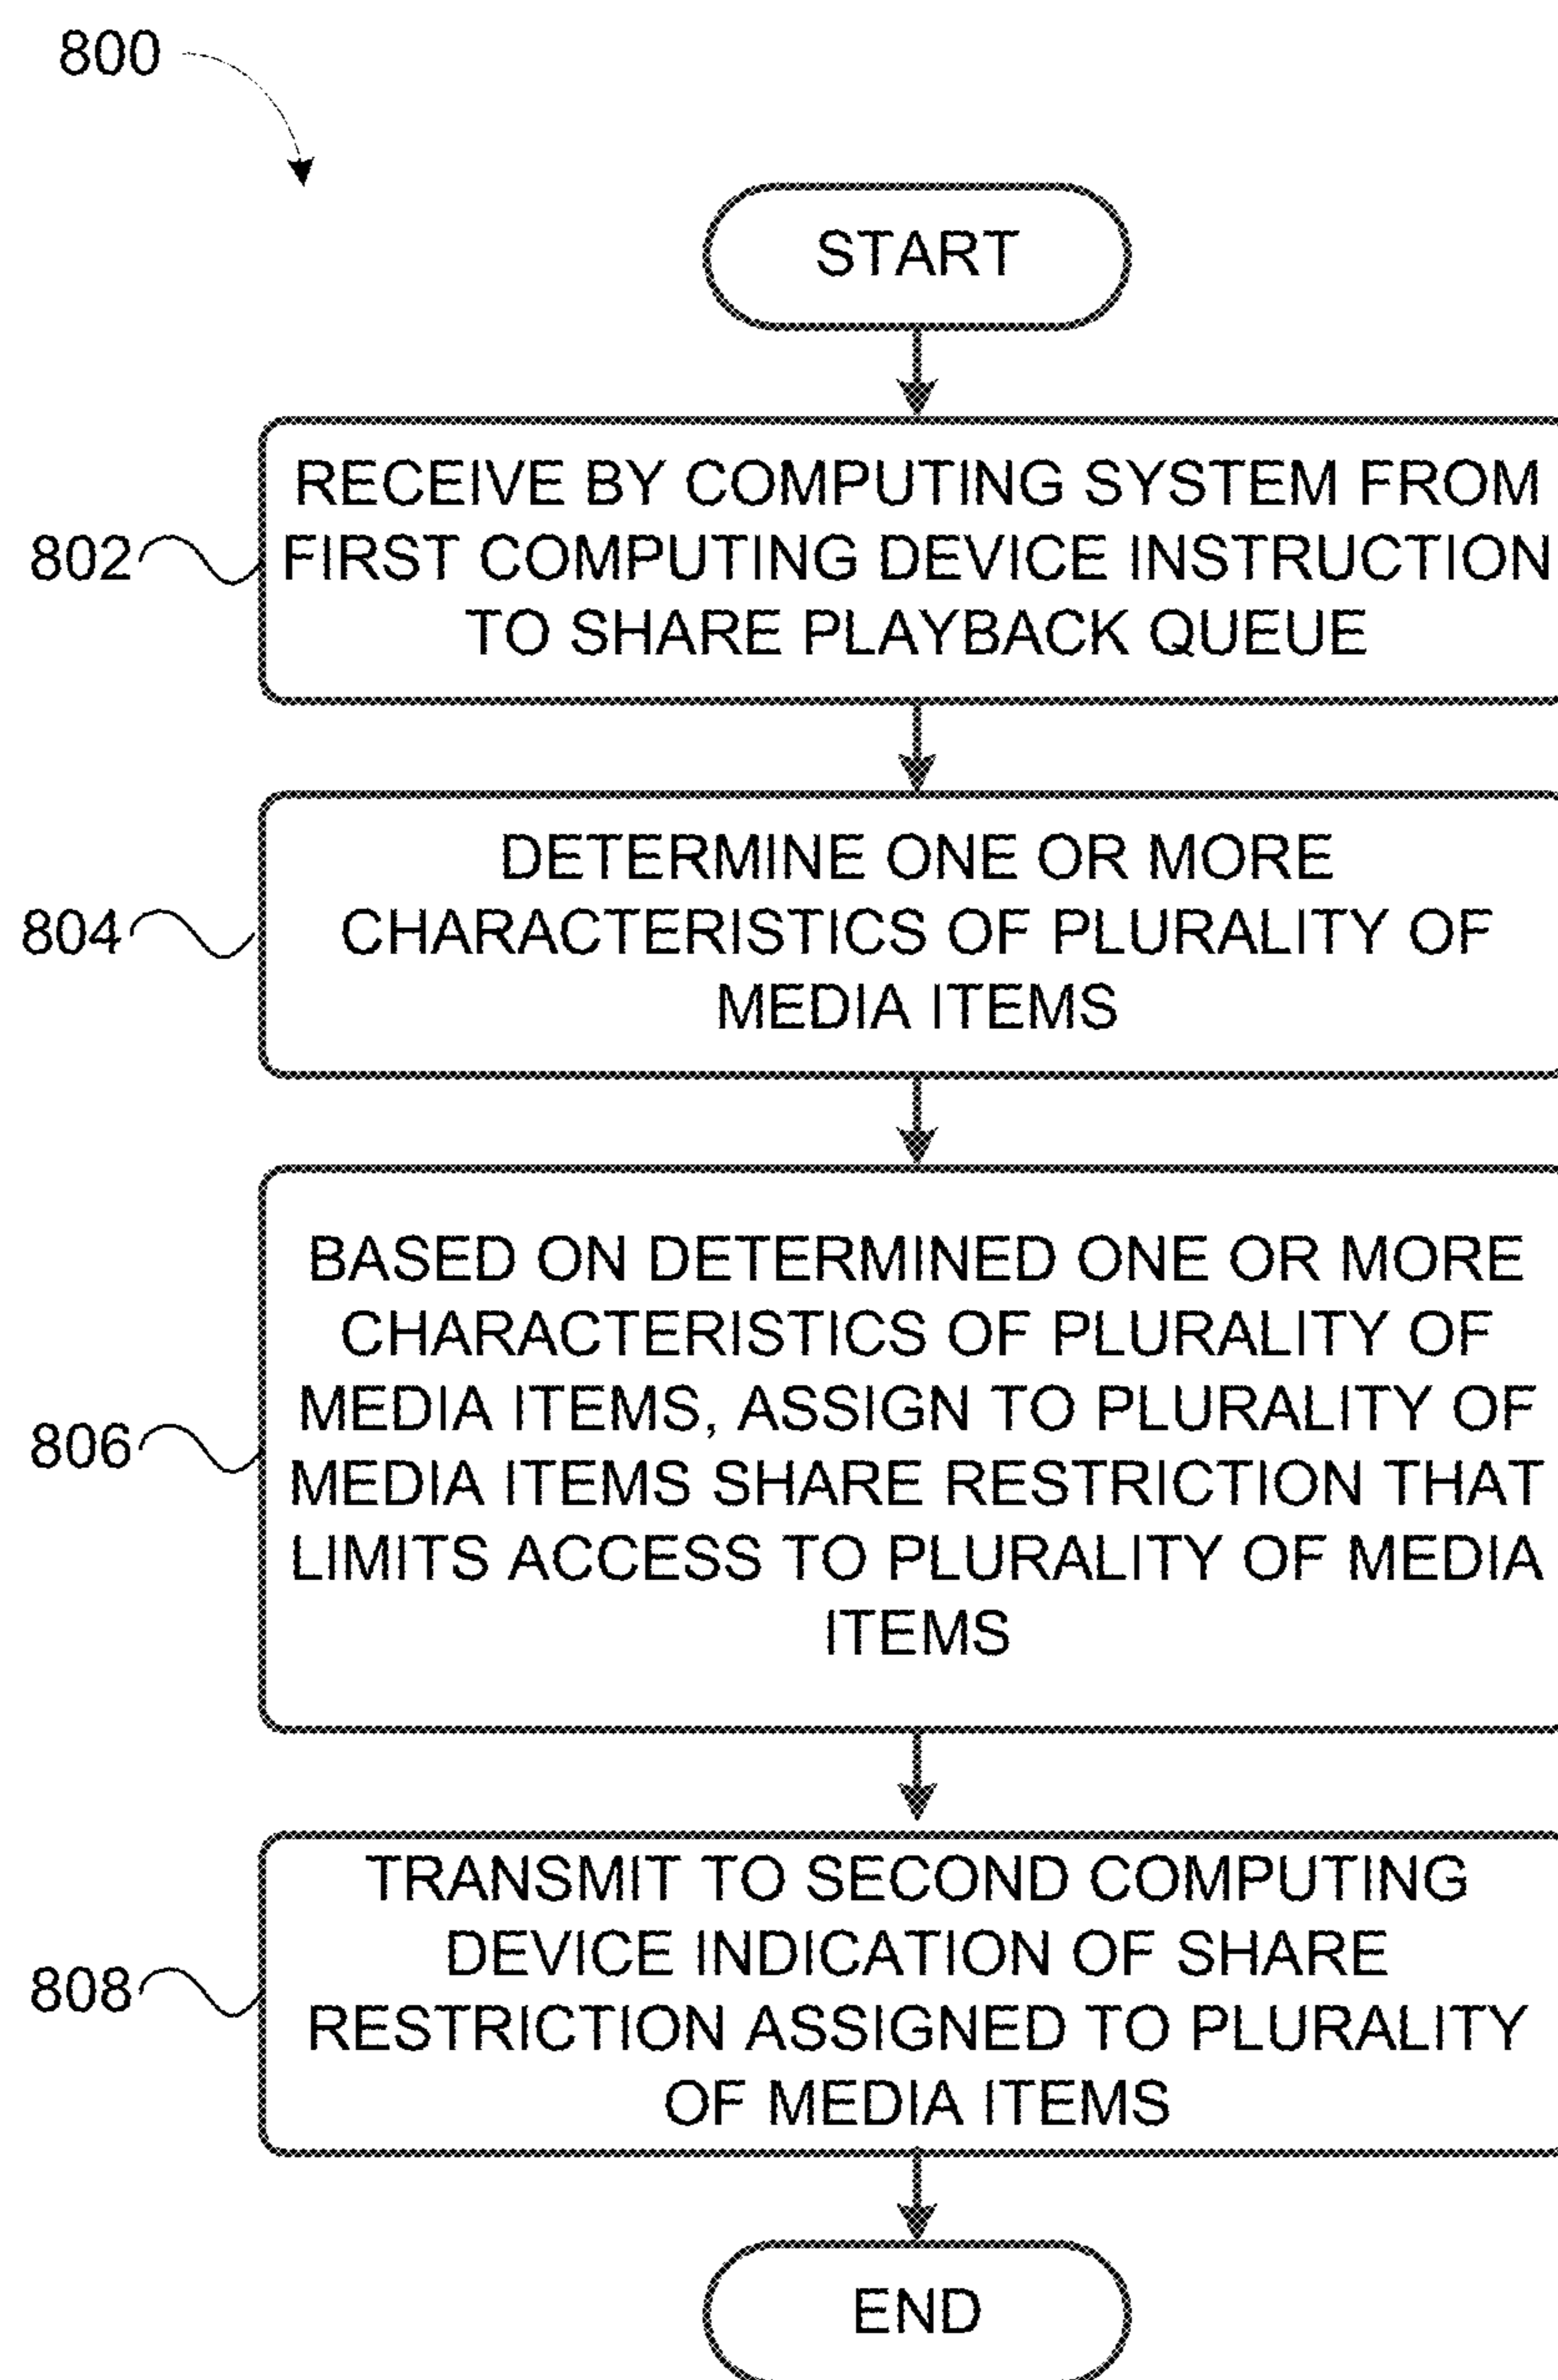 800
START
802
RECEIVE BY COMPUTING SYSTEM FROM
FIRST COMPUTING DEVICE INSTRUCTION
TO SHARE PLAYBACK QUEUE
804
DETERMINE ONE OR MORE
CHARACTERISTICS OF PLURALITY OF
MEDIA ITEMS
806
BASED ON DETERMINED ONE OR MORE
CHARACTERISTICS OF PLURALITY OF
MEDIA ITEMS, ASSIGN TO PLURALITY OF
MEDIA ITEMS SHARE RESTRICTION THAT
LIMITS ACCESS TO PLURALITY OF MEDIA
ITEMS
808
TRANSMIT TO SECOND COMPUTING
DEVICE INDICATION OF SHARE
RESTRICTION ASSIGNED TO PLURALITY
OF MEDIA ITEMS
END